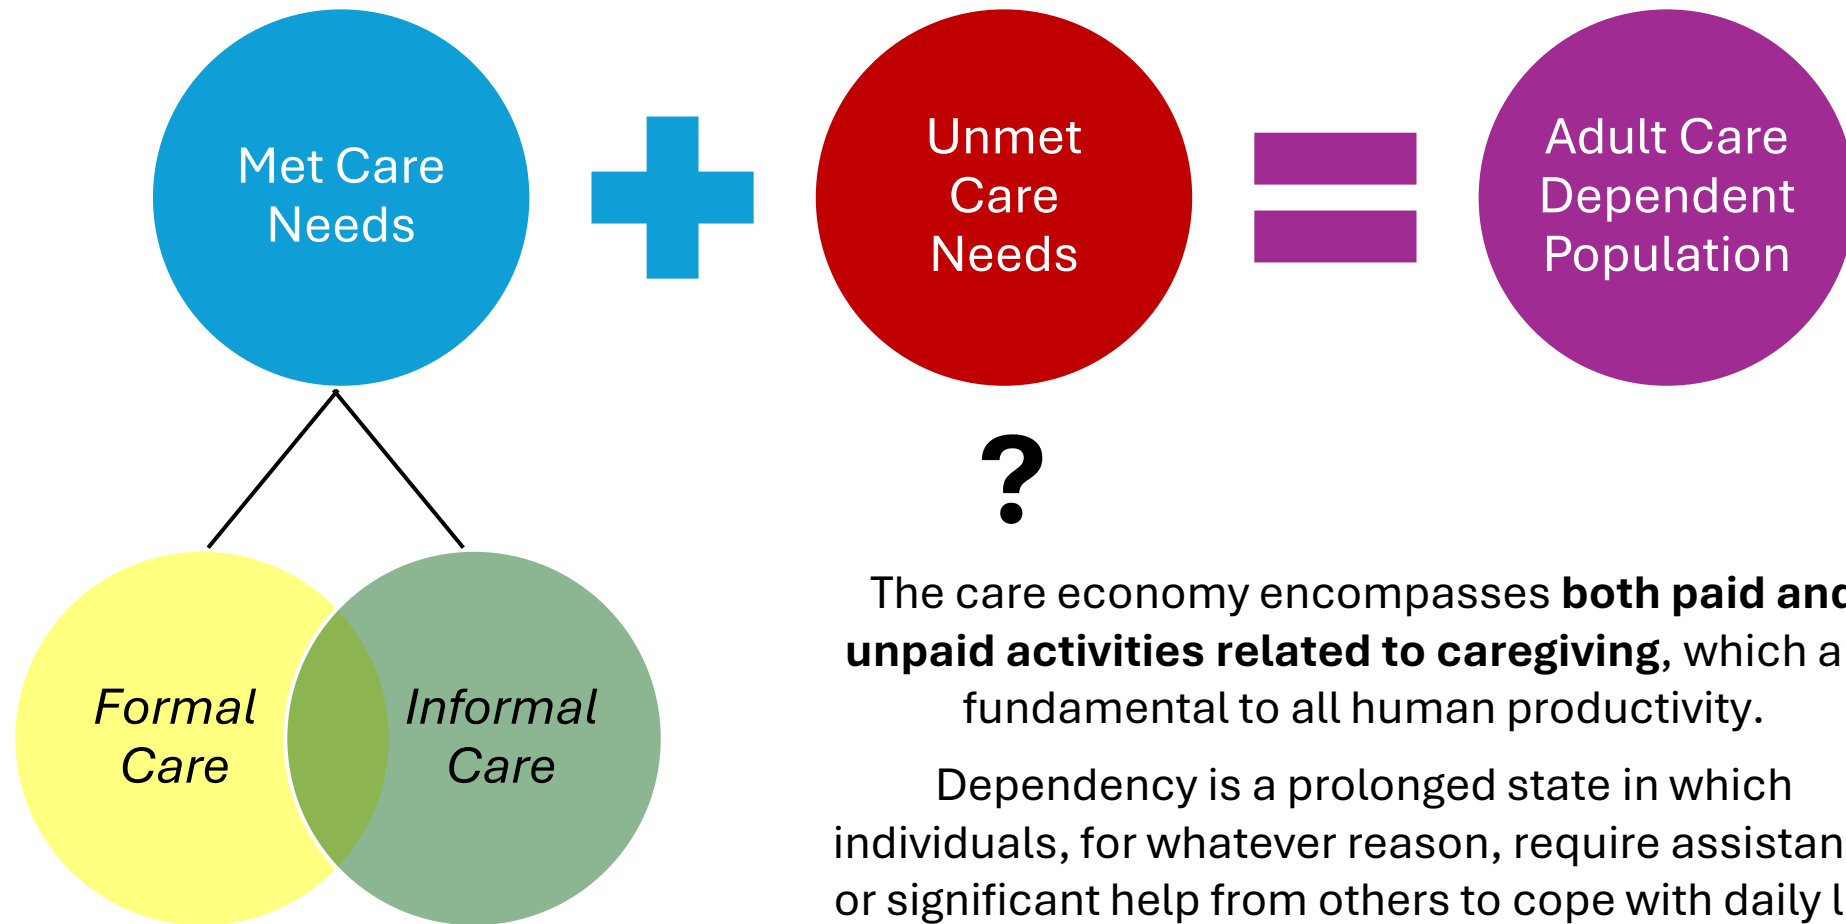 Met Care
Needs
Unmet
Care
Needs
Adult Care
Dependent
Population
?
Formal
Care
Informal
Care
The care economy encompasses both paid and
unpaid activities related to caregiving, which a
fundamental to all human productivity.
Dependency is a prolonged state in which
individuals, for whatever reason, require assistan
or significant help from others to cope with daily l